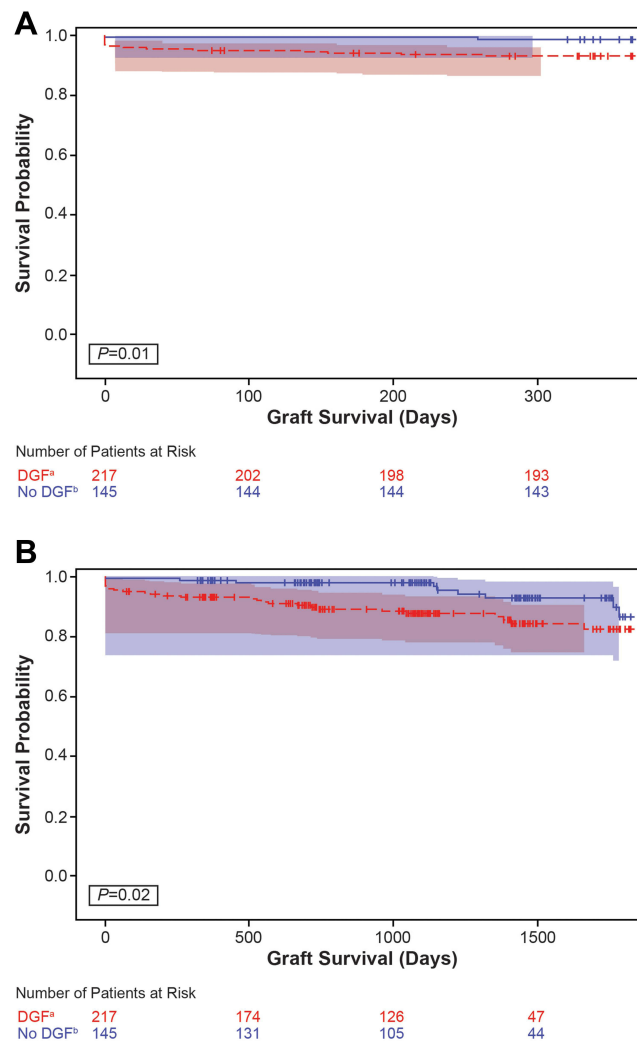 A
1.0
0.8
0.6
0.4
0.2
0.0
Survival Probability
P=0.01
0 100 200 300
Graft Survival (Days)
Number of Patients at Risk
DGFᵃ 217 202 198 193
No DGFᵇ 145 144 144 143
B
1.0
0.8
0.6
0.4
0.2
0.0
Survival Probability
P=0.02
0 500 1000 1500
Graft Survival (Days)
Number of Patients at Risk
DGFᵃ 217 174 126 47
No DGFᵇ 145 131 105 44